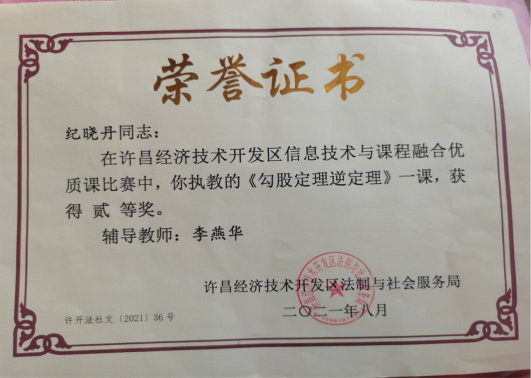 荣誉证书
纪晓丹同志：
在许昌经济技术开发区信息技术与课程融合优
质课比赛中，你执教的《勾股定理逆定理》一课，获
得 贰 等奖。
辅导教师：李燕华
许昌经济技术开发区法制与社会服务局
二〇二一年八月
许开法社文〔2021〕36 号